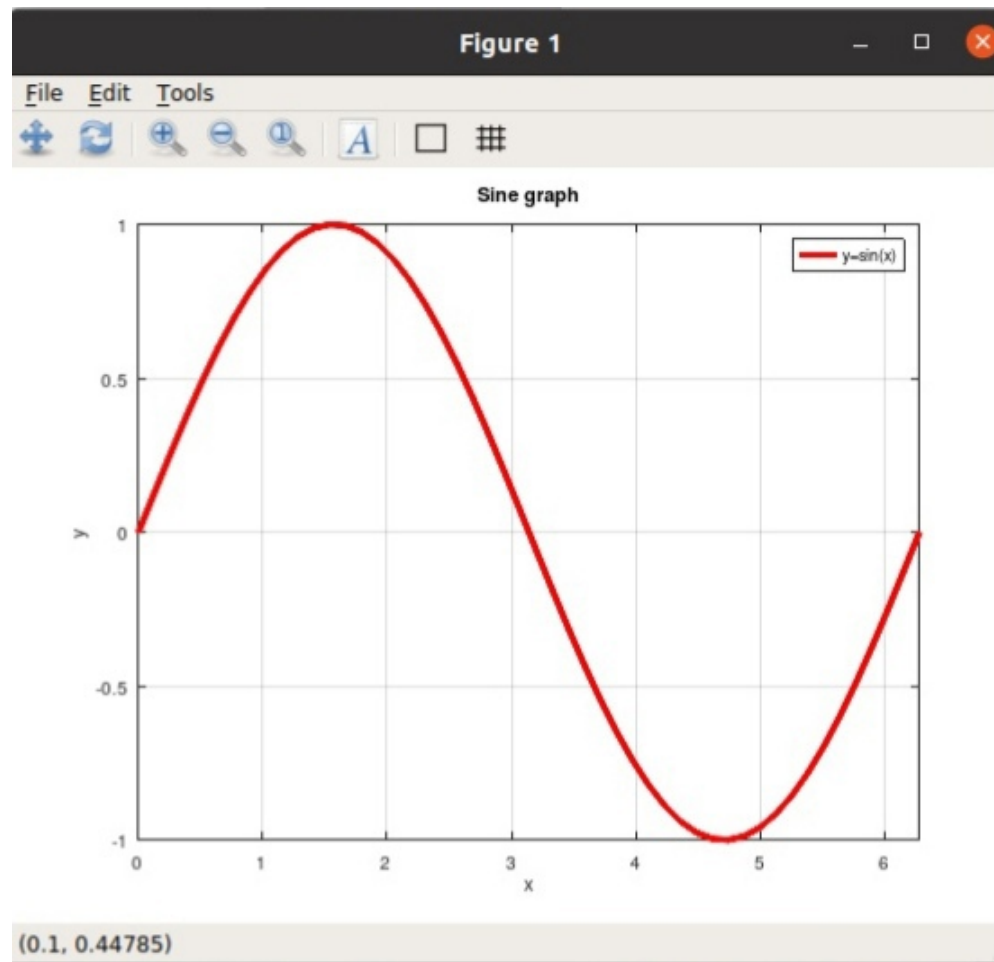 Figure 1
File Edit Tools
A
Sine graph
y=sin(x)
1
0.5
0
-0.5
-1
y
0 1 2 3 4 5 6
x
(0.1, 0.44785)